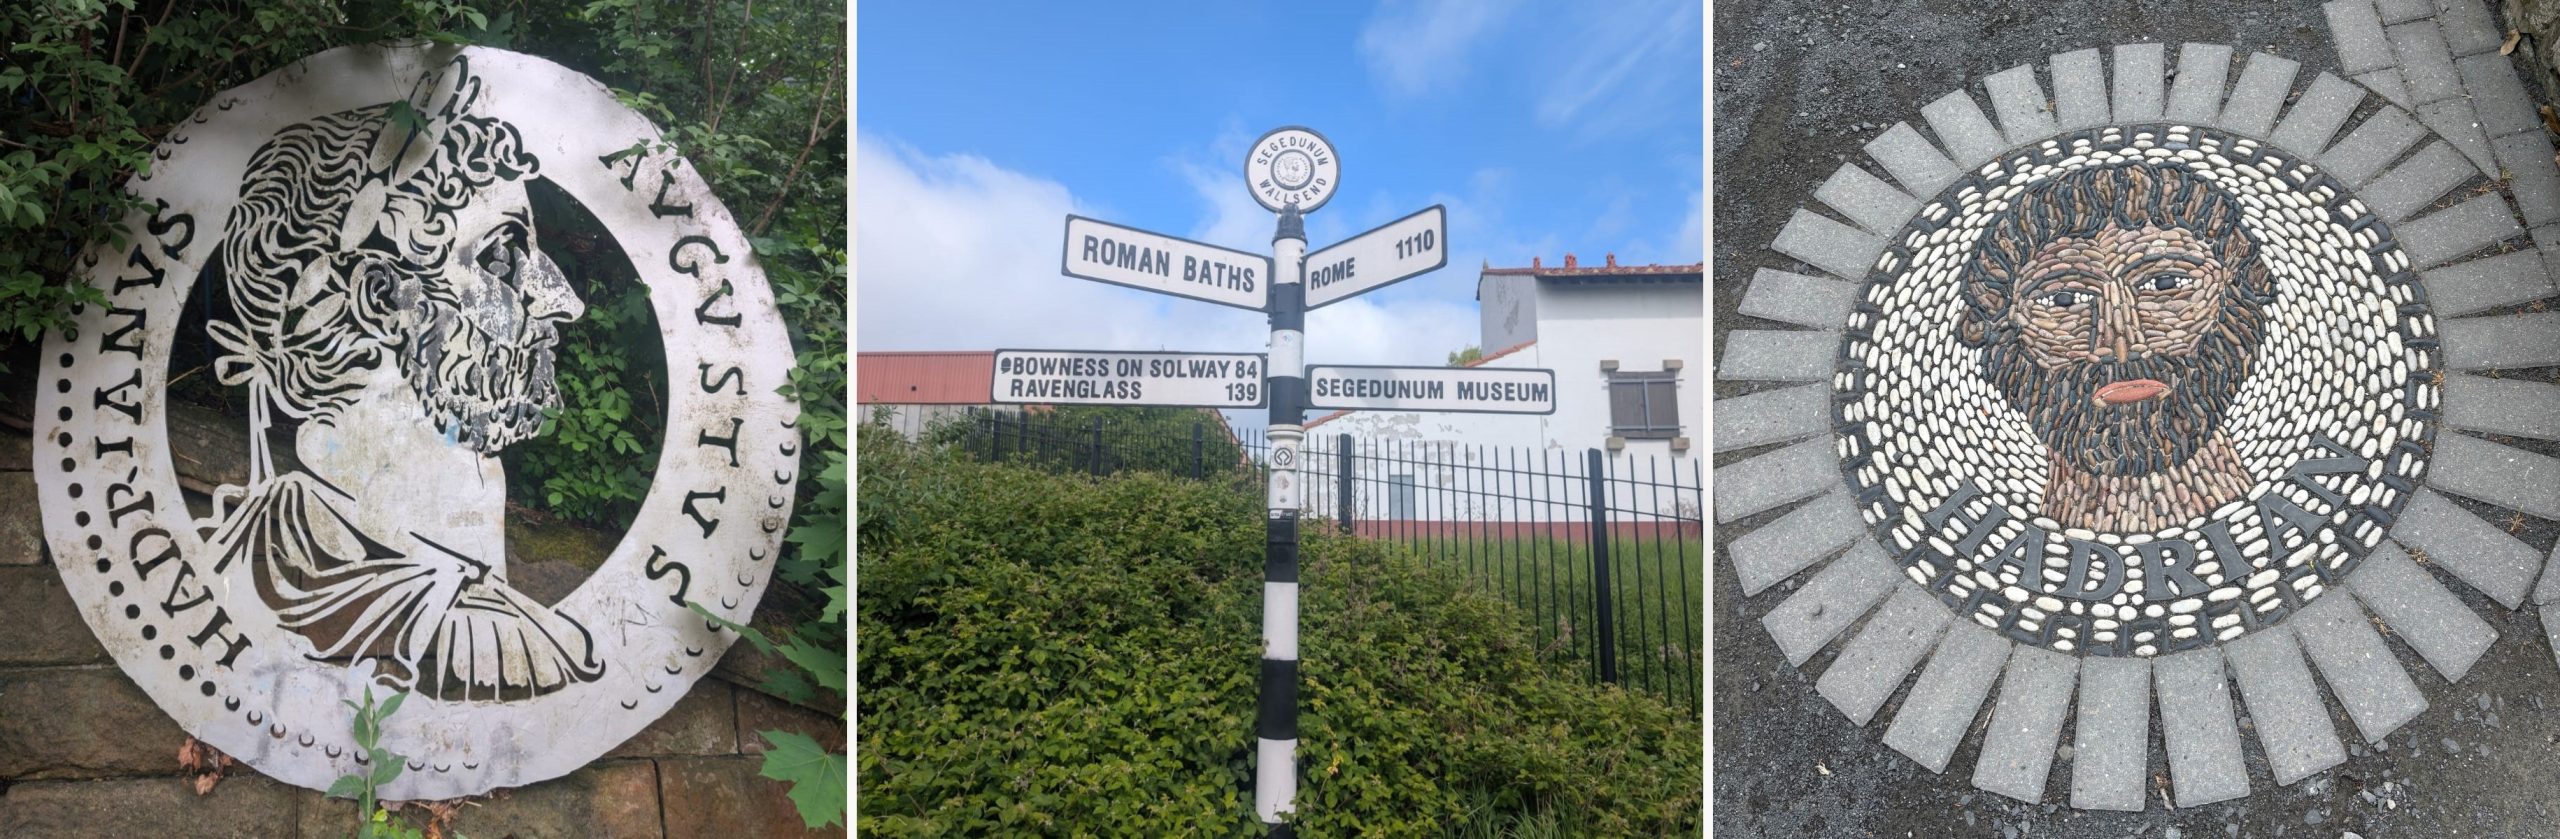 HADRIANVS
AVGVSTVS
SEGEDUNUM
WALLSEND
ROMAN BATHS
ROME 1110
BOWNESS ON SOLWAY 84
RAVENGLASS 139
SEGEDUNUM MUSEUM
HADRIAN